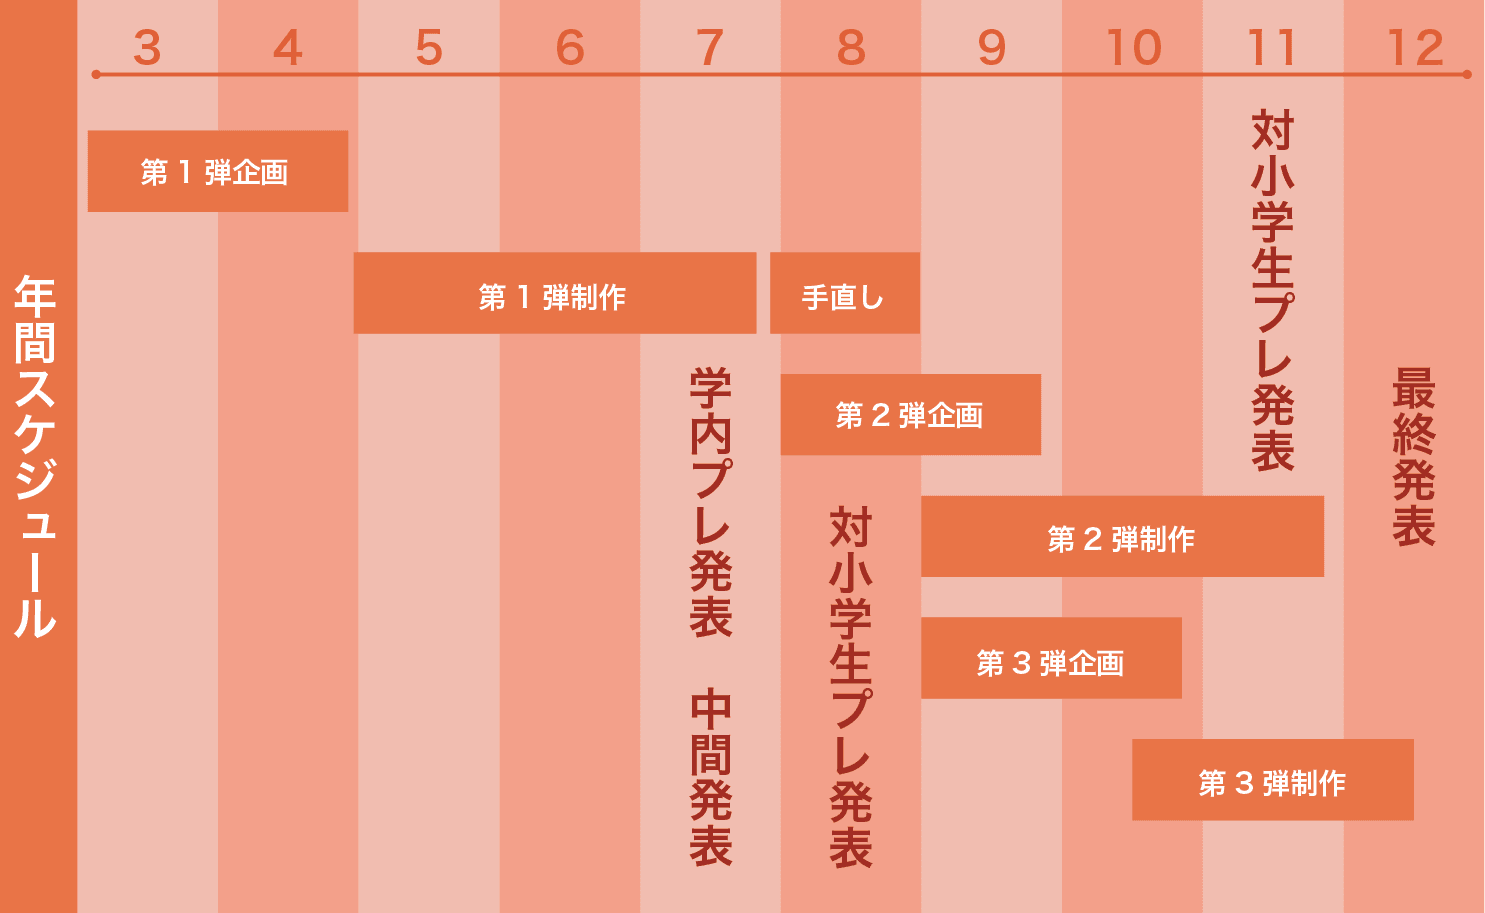 年間スケジュール
3 4 5 6 7 8 9 10 11 12
第1弾企画
第1弾制作
手直し
第2弾企画
第2弾制作
第3弾企画
第3弾制作
学内プレ発表 中間発表
対小学生プレ発表
対小学生プレ発表
最終発表